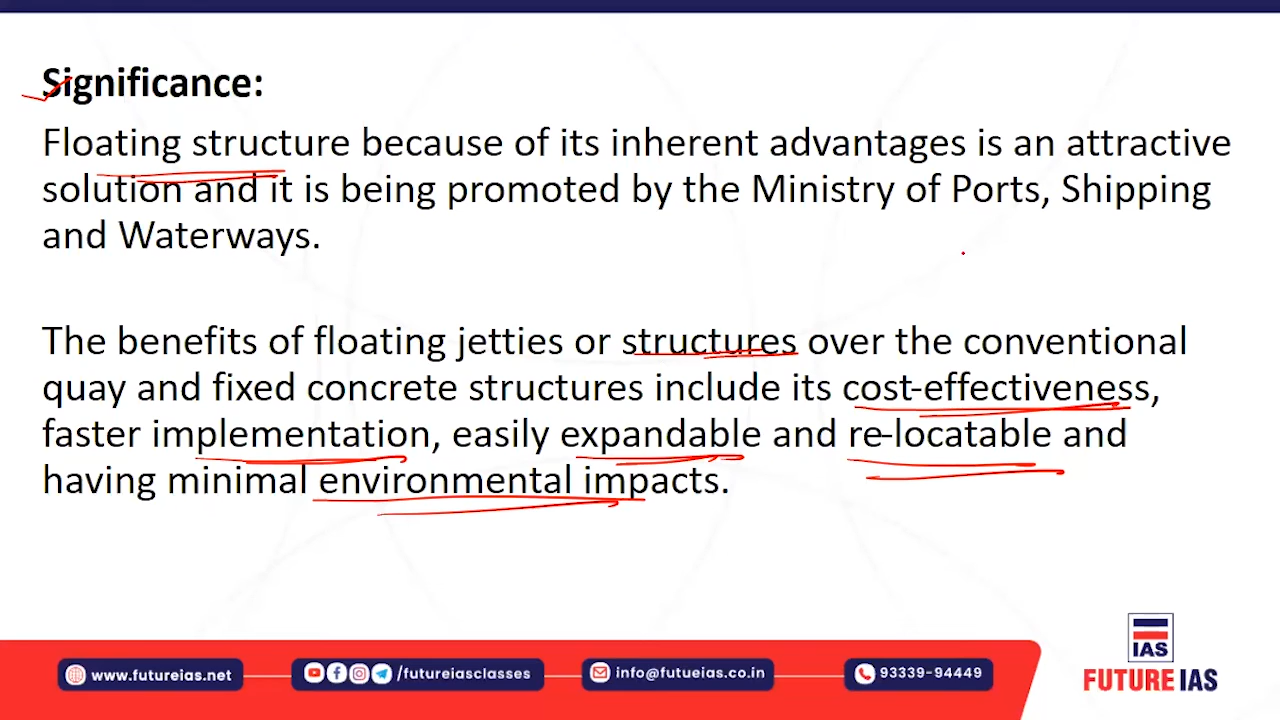 Significance:
Floating structure because of its inherent advantages is an attractive
solution and it is being promoted by the Ministry of Ports, Shipping
and Waterways.
The benefits of floating jetties or structures over the conventional
quay and fixed concrete structures include its cost-effectiveness,
faster implementation, easily expandable and re-locatable and
having minimal environmental impacts.
IAS
FUTURE IAS
www.futureias.net
/futureiasclasses
info@futueias.co.in
93339-94449